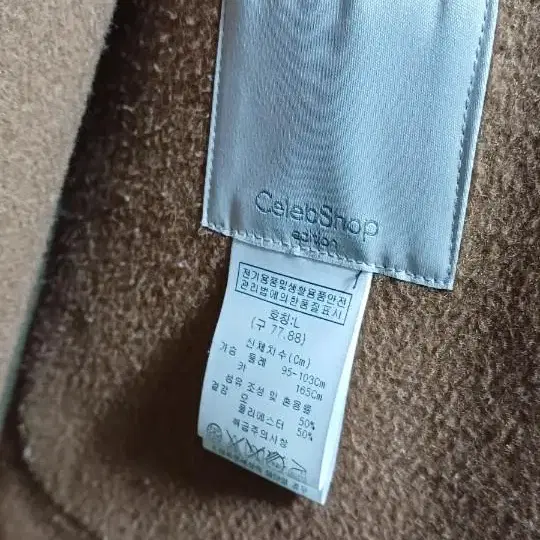 CelebShop
edition
전기용품및생활용품안전
관리법에의한품질표시
호칭:L
(구 77.88)
신체치수(Cm)
가슴 둘레 95-103Cm
키 165Cm
섬유 조성 및 혼용율
겉감 모 50%
폴리에스터 50%
취급주의사항